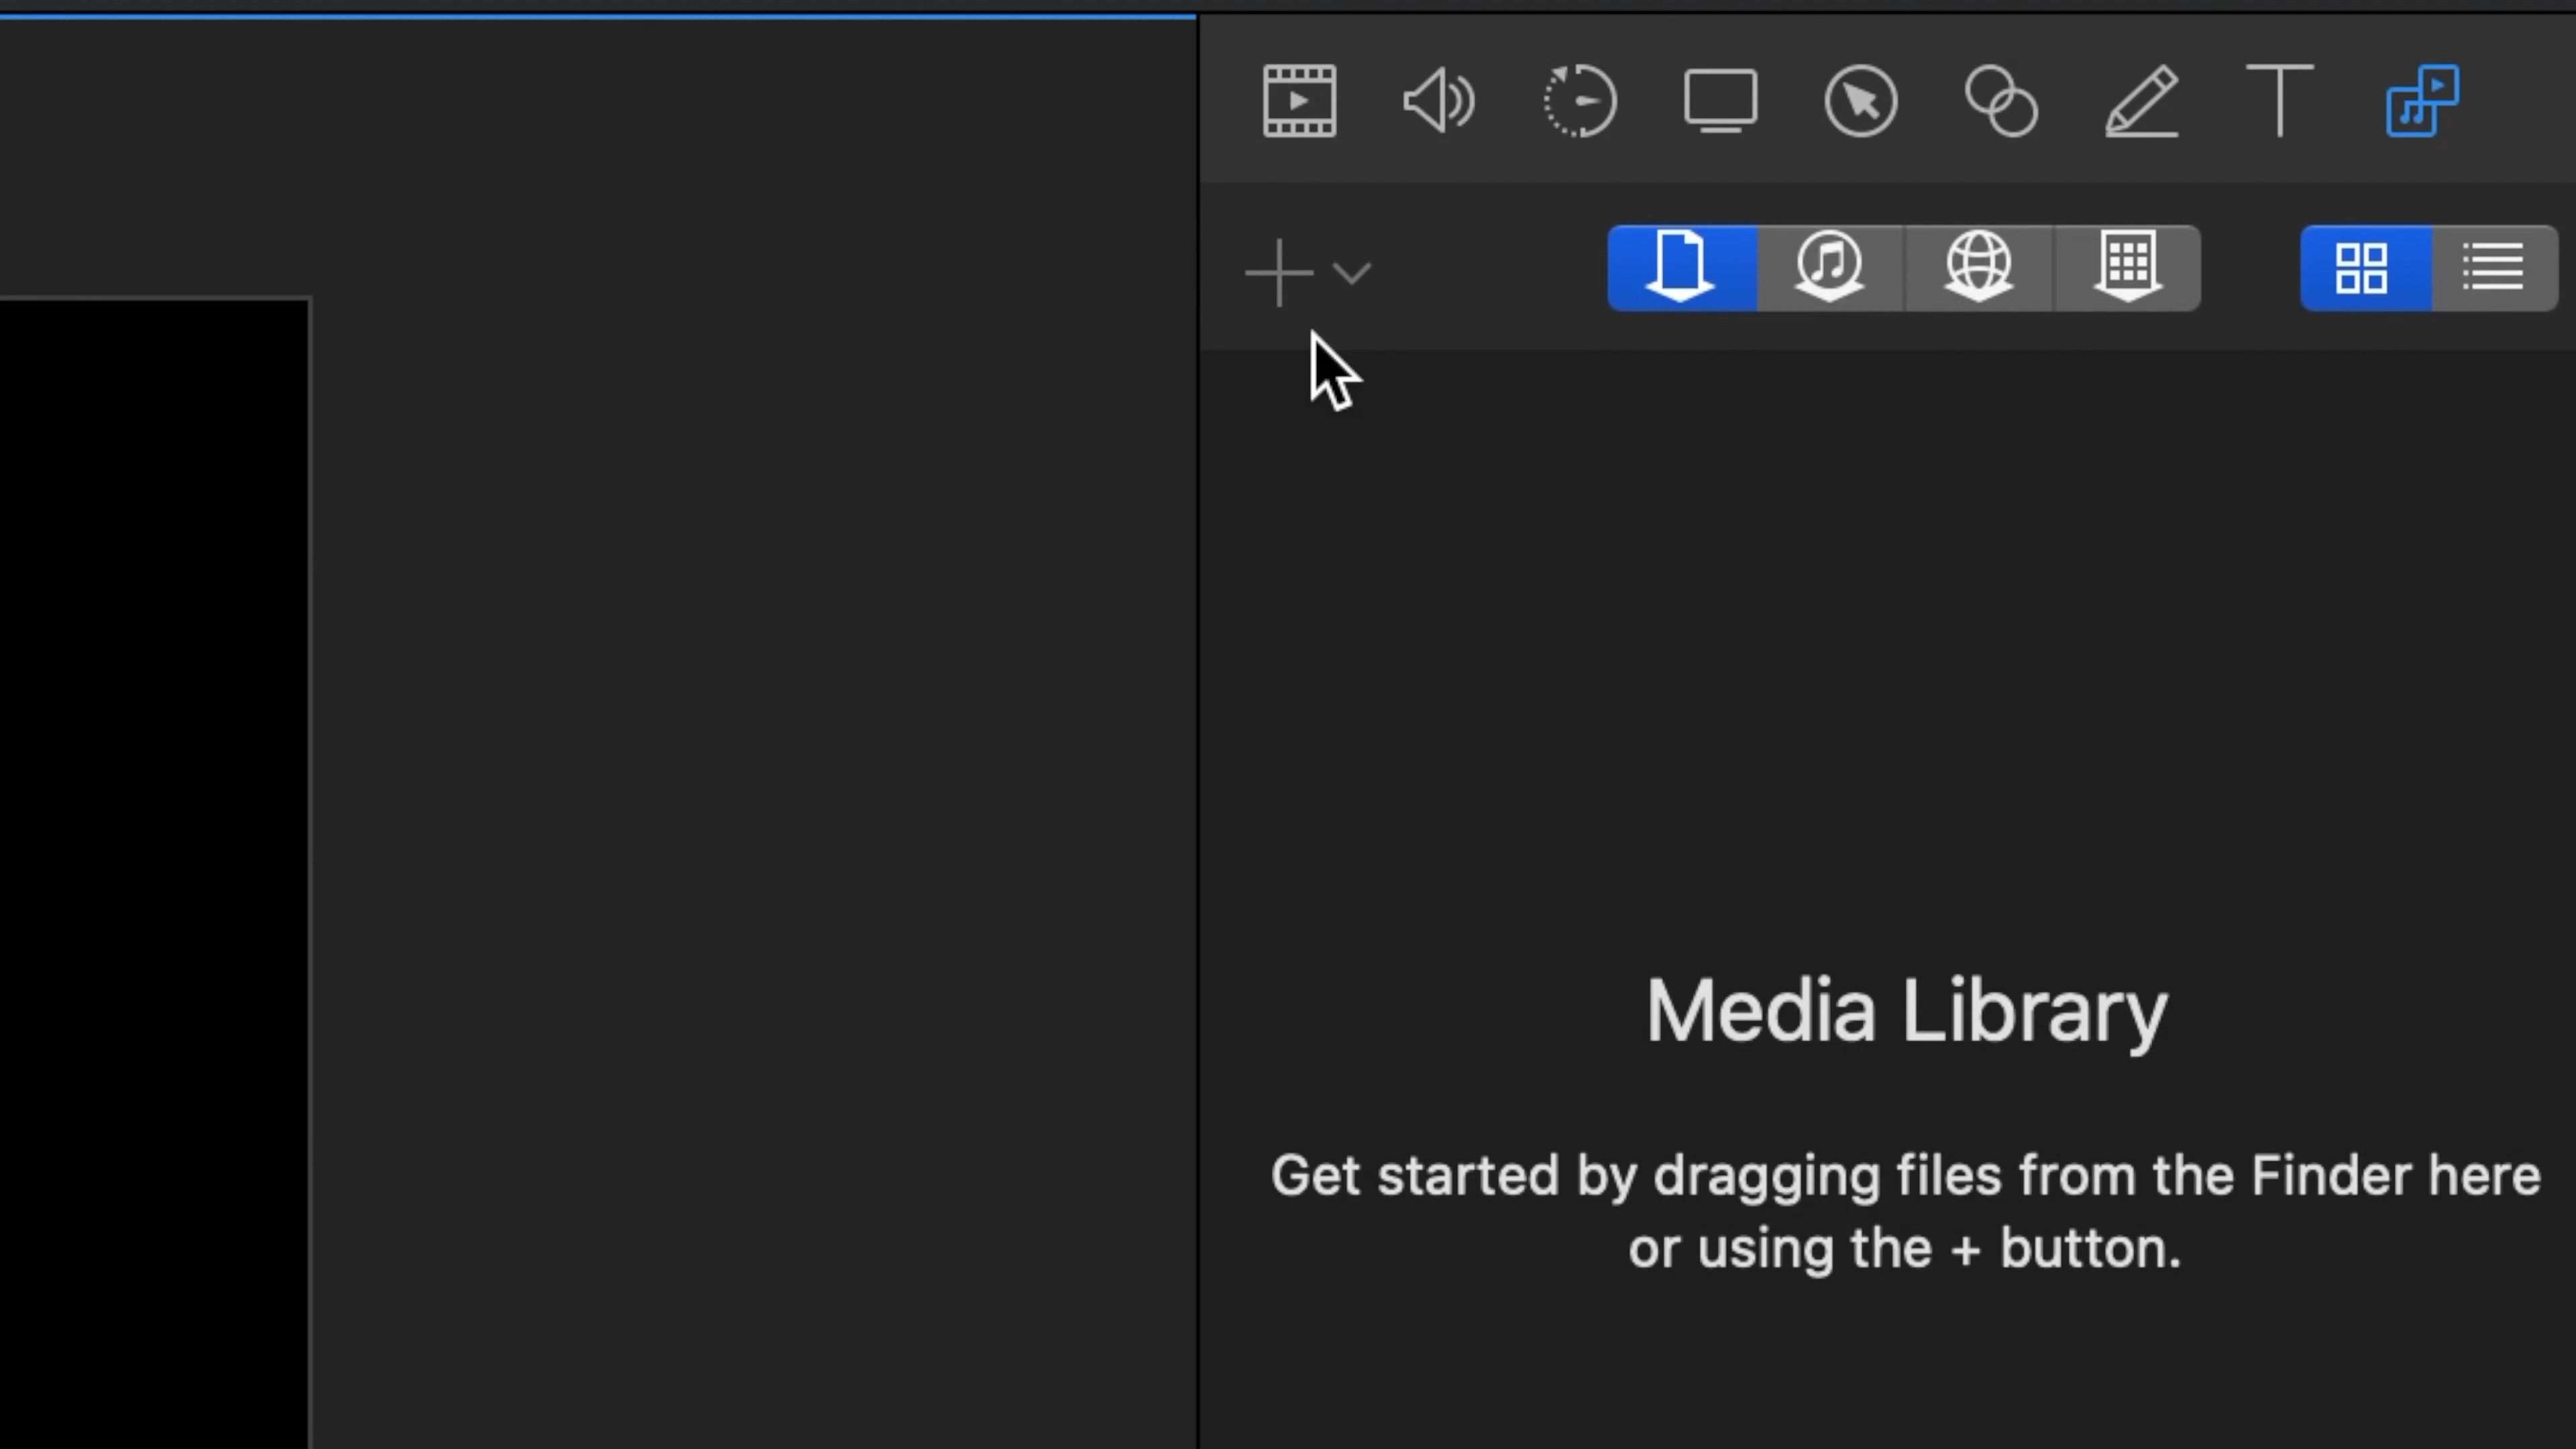 Media Library
Get started by dragging files from the Finder here
or using the + button.